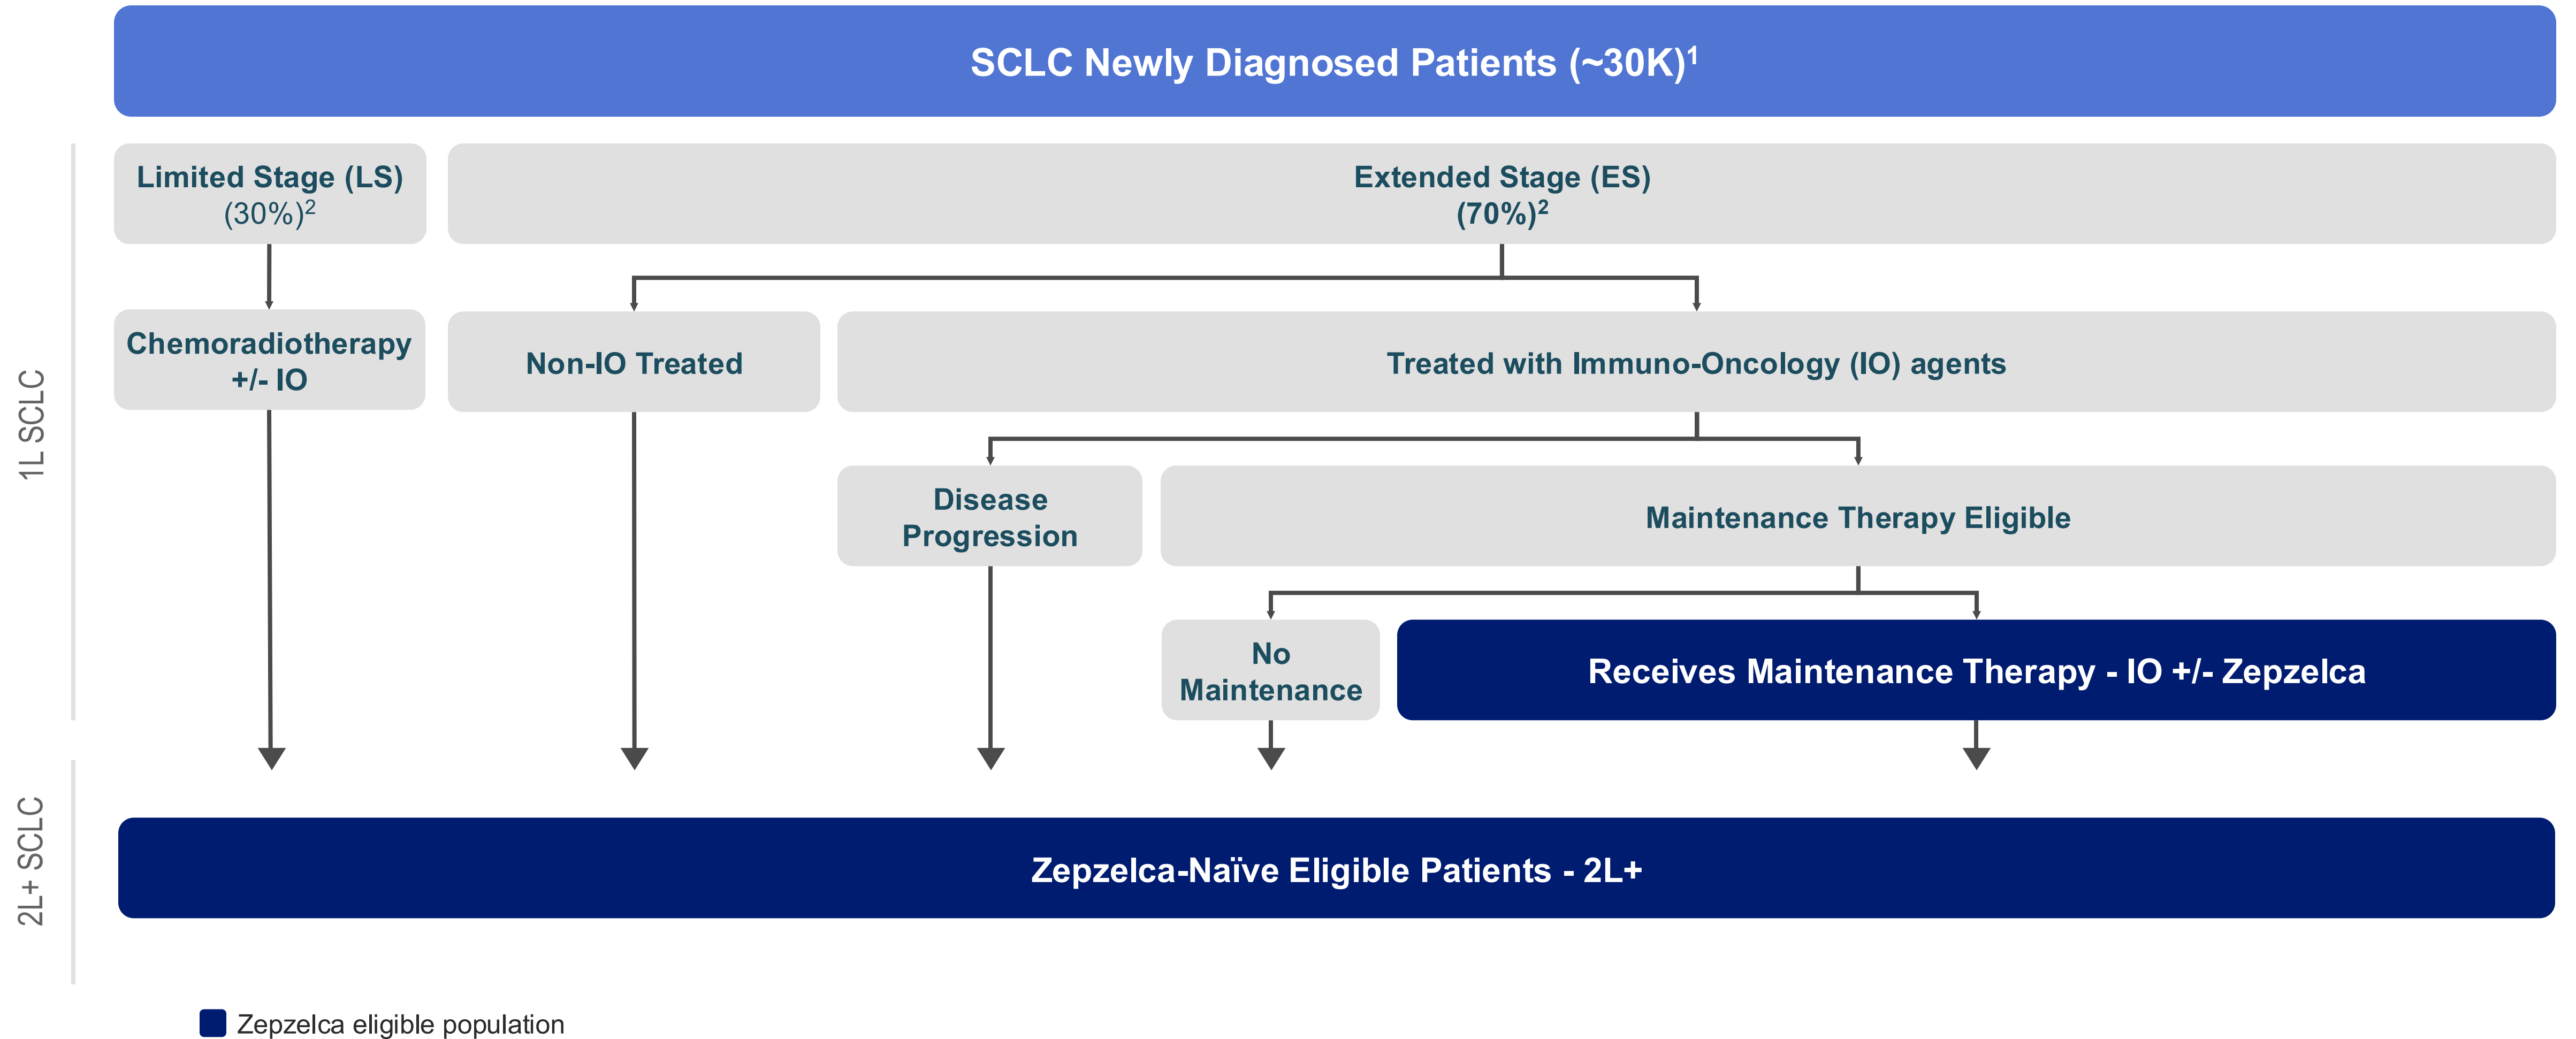 SCLC Newly Diagnosed Patients (~30K)1
1L SCLC
Limited Stage (LS)
(30%)2
Extended Stage (ES)
(70%)2
Chemoradiotherapy
+/- IO
Non-IO Treated
Treated with Immuno-Oncology (IO) agents
Disease
Progression
Maintenance Therapy Eligible
No
Maintenance
Receives Maintenance Therapy - IO +/- Zepzelca
2L+ SCLC
Zepzelca-Naïve Eligible Patients - 2L+
Zepzelca eligible population